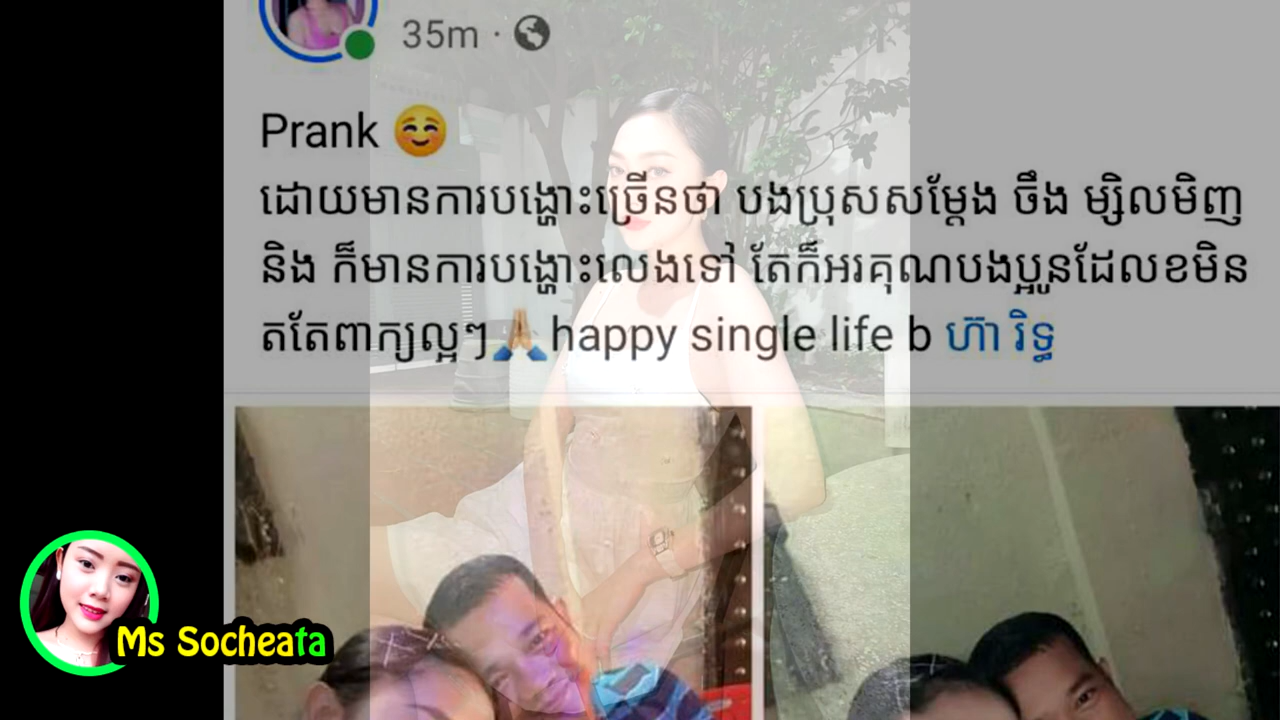 35m ·
Prank ☺️
ដោយមានការបង្ហោះច្រើនថា បងប្រុសសម្ដែង ចឹង ម្សិលមិញ
និង ក៏មានការបង្ហោះលេងទៅ តែក៏អរគុណបងប្អូនដែលខមិន
តតែពាក្យល្អៗ🙏happy single life b ហ៊ា រិទ្ធ
Ms Socheata